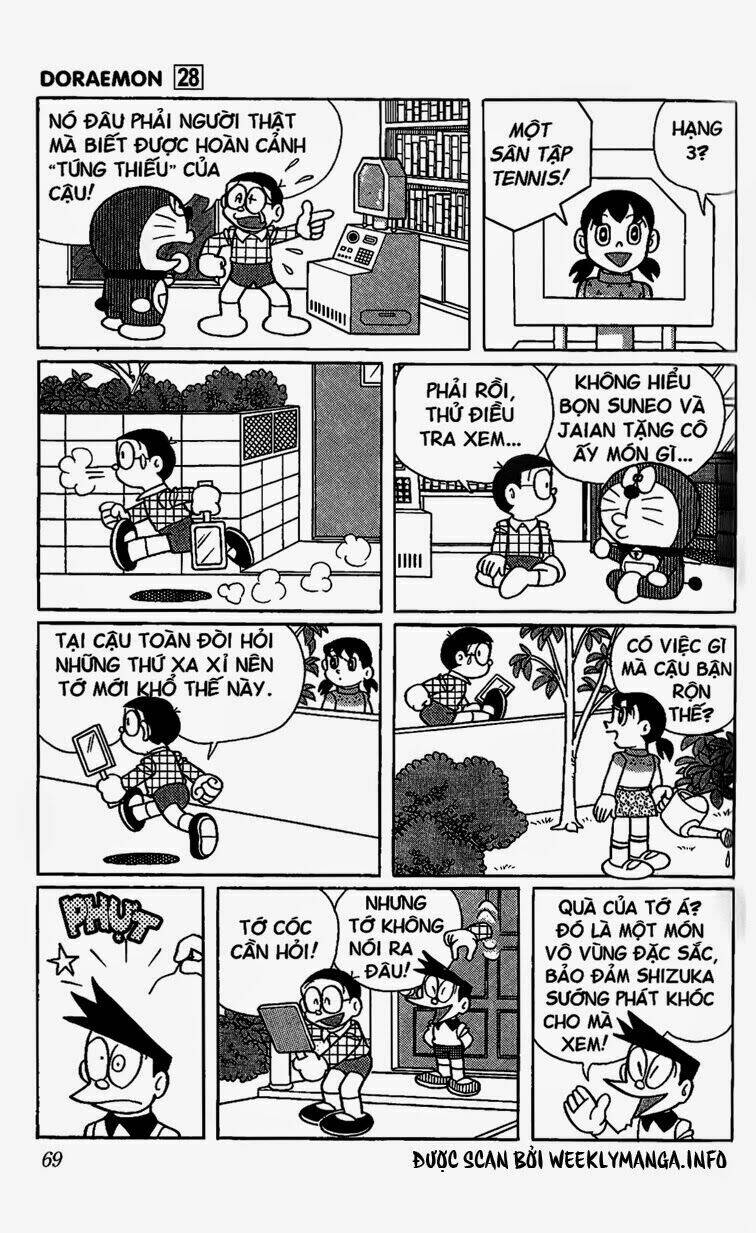 DORAEMON 28
HẠNG
3?
MỘT
SÂN TẬP
TENNIS!
NÓ ĐÂU PHẢI NGƯỜI THẬT
MÀ BIẾT ĐƯỢC HOÀN CẢNH
"TÚNG THIẾU" CỦA
CẬU!
KHÔNG HIỂU
BỌN SUNEO VÀ
JAIAN TẶNG CÔ
ẤY MÓN GÌ...
PHẢI RỒI,
THỬ ĐIỀU
TRA XEM...
CÓ VIỆC GÌ
MÀ CẬU BẬN
RỘN
THẾ?
TẠI CẬU TOÀN ĐÒI HỎI
NHỮNG THỨ XA XỈ NÊN
TỚ MỚI KHỔ THẾ NÀY.
QUÀ CỦA TỚ Á?
ĐÓ LÀ MỘT MÓN
VÔ VÙNG ĐẶC SẮC,
BẢO ĐẢM SHIZUKA
SƯỚNG PHÁT KHÓC
CHO MÀ
XEM!
NHƯNG
TỚ KHÔNG
NÓI RA
ĐÂU!
TỚ CÓC
CẦN HỎI!
PHỰT
69
ĐƯỢC SCAN BỞI WEEKLYMANGA.INFO